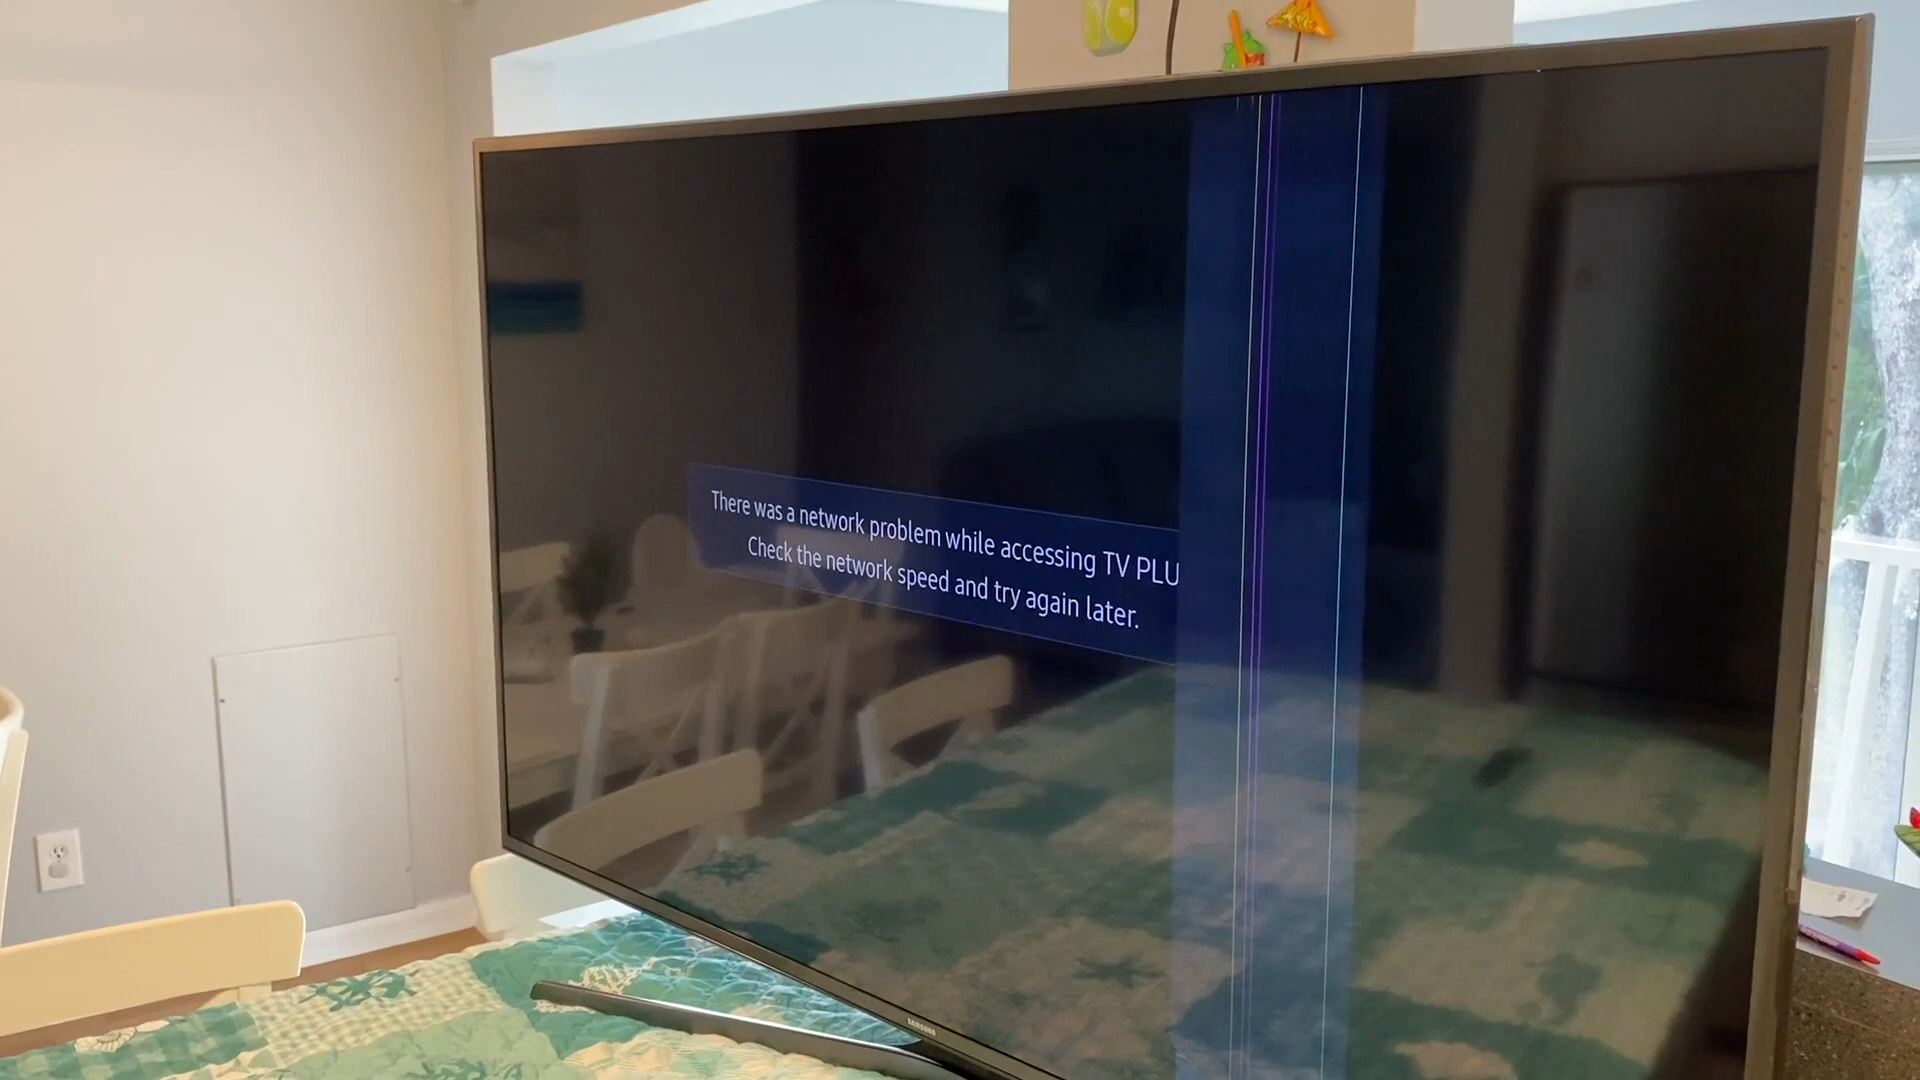 There was a network problem while accessing TV PLU
Check the network speed and try again later.
SAMSUNG